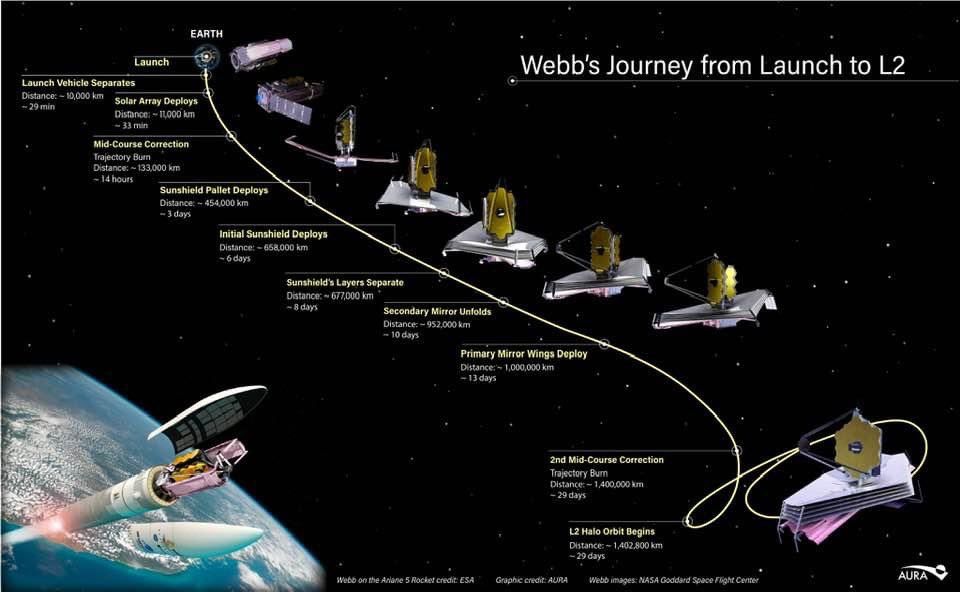 EARTH
Webb's Journey from Launch to L2
Launch
Launch Vehicle Separates
Distance: ~ 10,000 km
~ 29 min
Solar Array Deploys
Distance: ~ 11,000 km
~ 33 min
Mid-Course Correction
Trajectory Burn
Distance: ~ 133,000 km
~ 14 hours
Sunshield Pallet Deploys
Distance: ~ 454,000 km
~ 3 days
Initial Sunshield Deploys
Distance: ~ 658,000 km
~ 6 days
Sunshield's Layers Separate
Distance: ~ 677,000 km
~ 8 days
Secondary Mirror Unfolds
Distance: ~ 952,000 km
~ 10 days
Primary Mirror Wings Deploy
Distance: ~ 1,000,000 km
~ 13 days
2nd Mid-Course Correction
Trajectory Burn
Distance: ~ 1,400,000 km
~ 29 days
L2 Halo Orbit Begins
Distance: ~ 1,402,800 km
~ 29 days
Webb on the Ariane 5 Rocket credit: ESA
Graphic credit: AURA
Webb images: NASA Goddard Space Flight Center
AURA